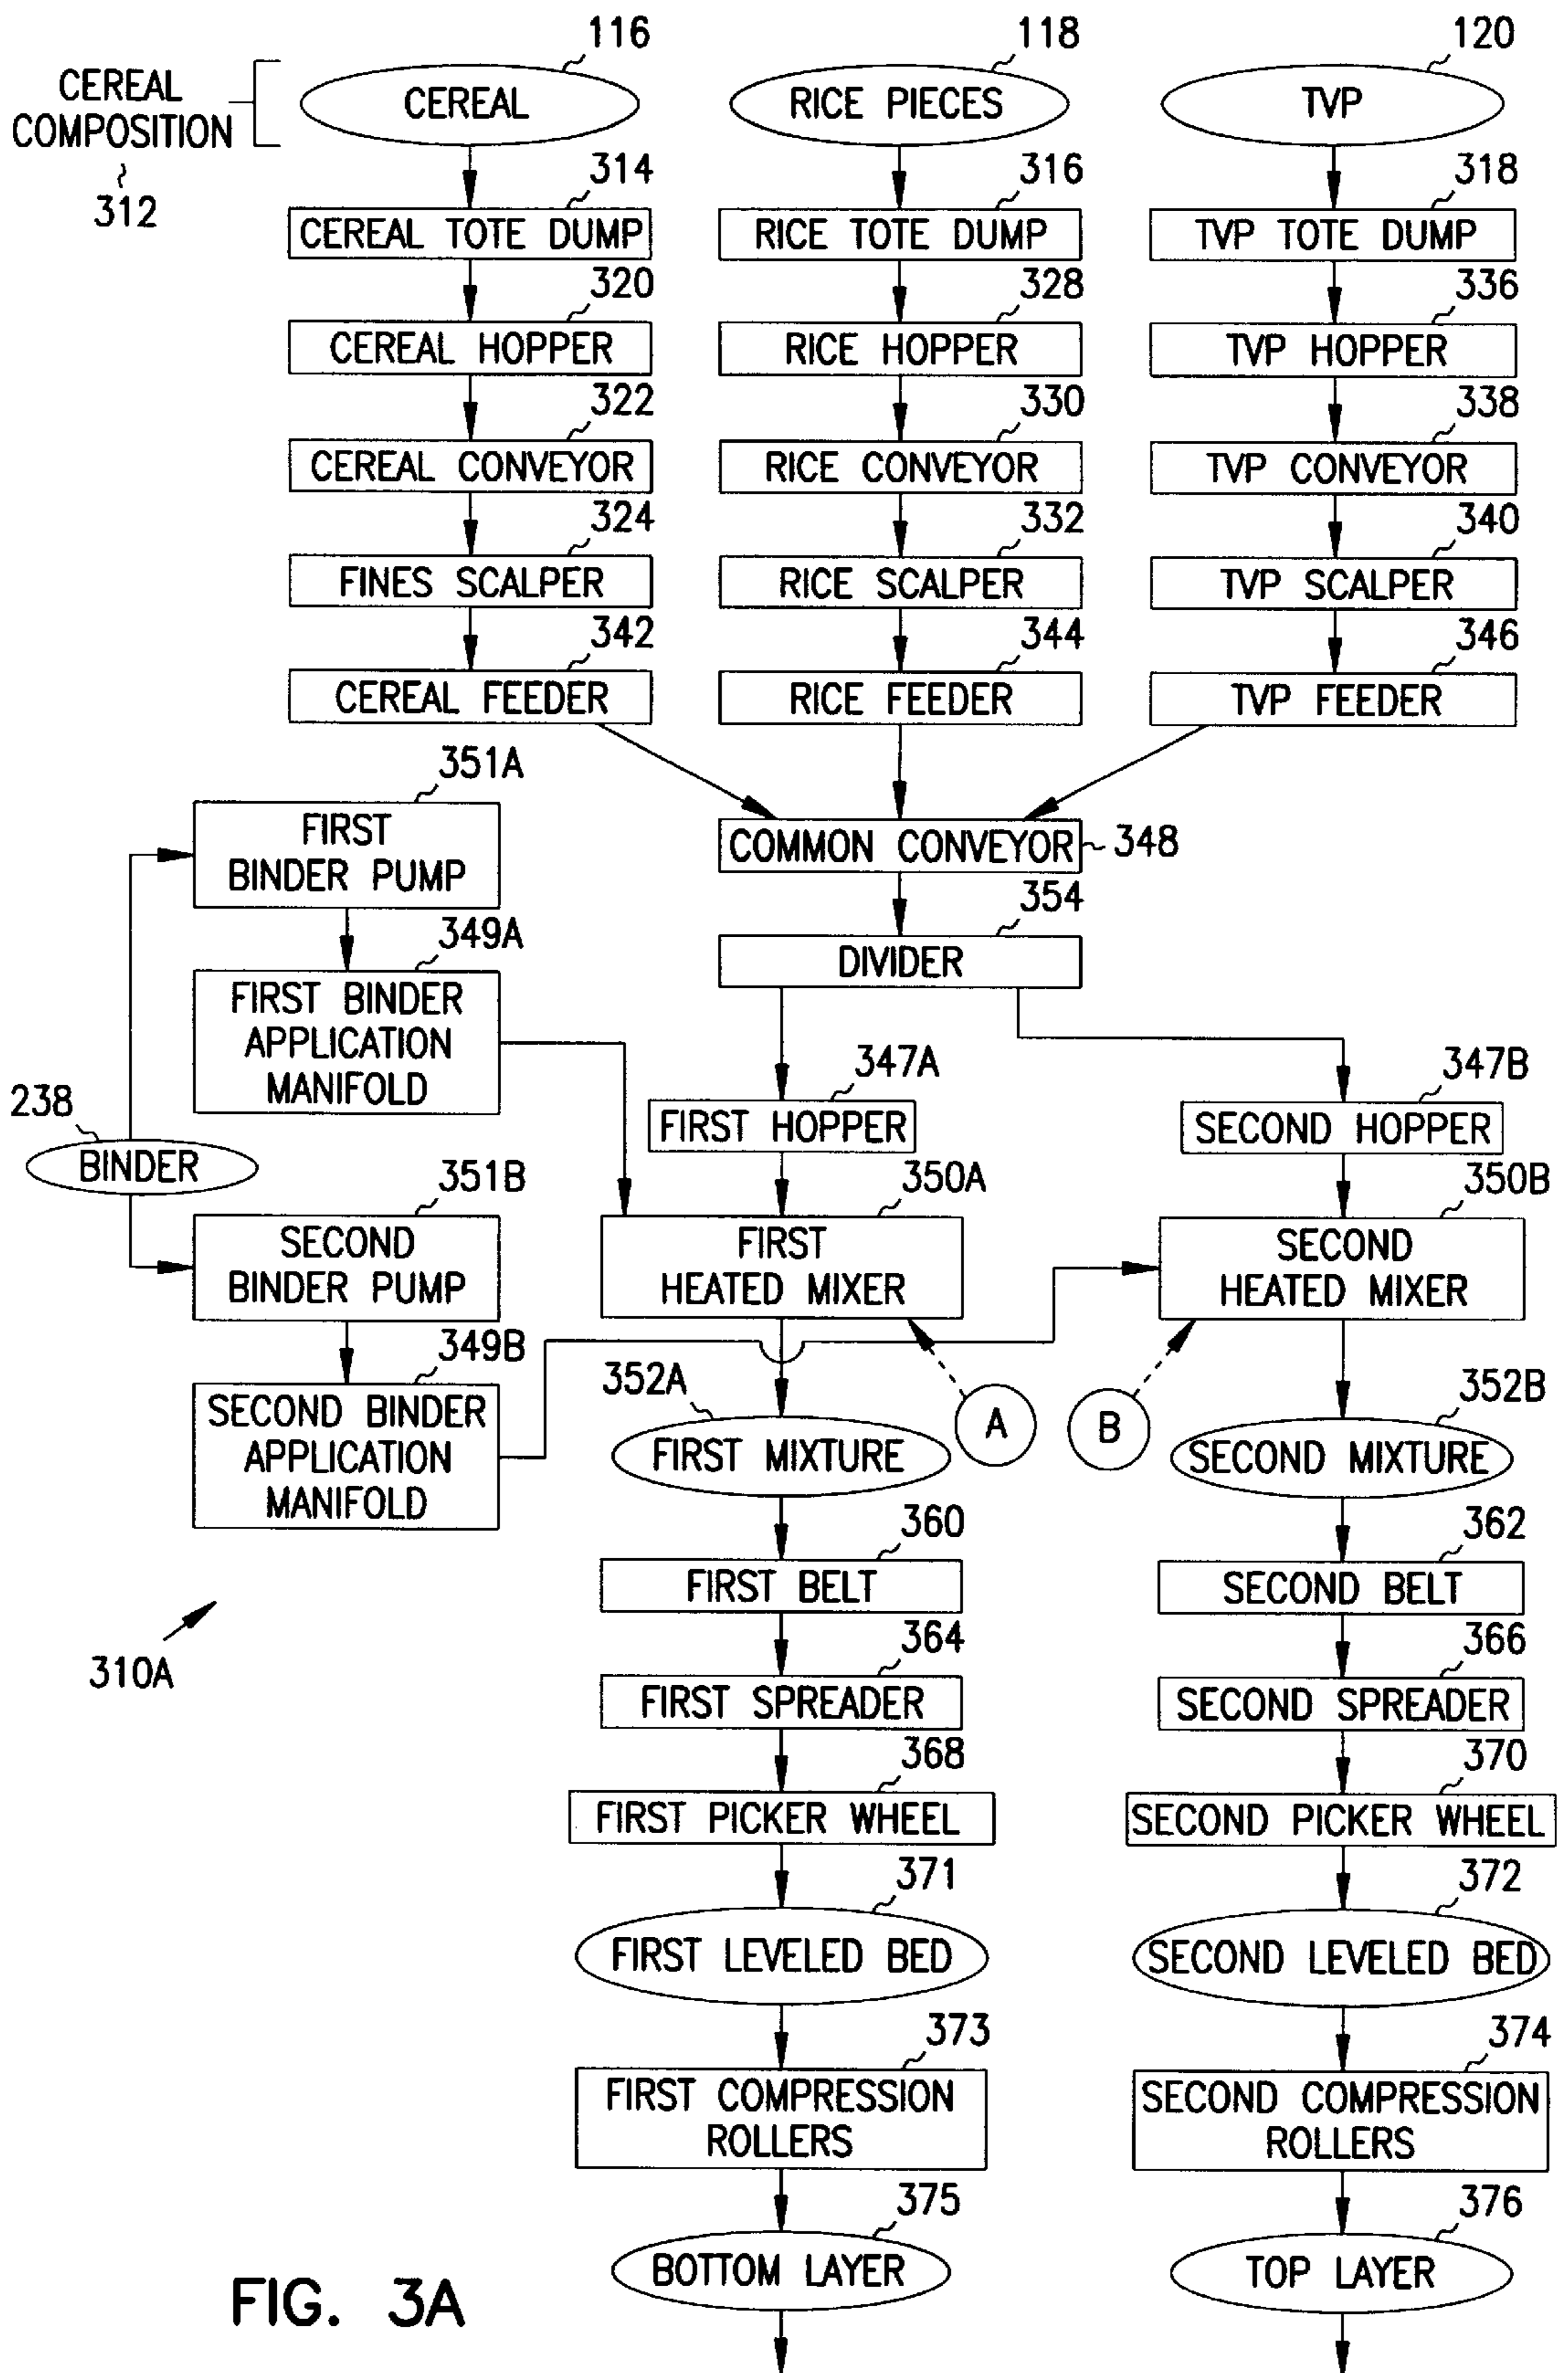 116
118
120
CEREAL
COMPOSITION
312
CEREAL
RICE PIECES
TVP
314
316
318
CEREAL TOTE DUMP
RICE TOTE DUMP
TVP TOTE DUMP
320
328
336
CEREAL HOPPER
RICE HOPPER
TVP HOPPER
322
330
338
CEREAL CONVEYOR
RICE CONVEYOR
TVP CONVEYOR
324
332
340
FINES SCALPER
RICE SCALPER
TVP SCALPER
342
344
346
CEREAL FEEDER
RICE FEEDER
TVP FEEDER
351A
FIRST
BINDER PUMP
COMMON CONVEYOR
348
349A
354
FIRST BINDER
APPLICATION
MANIFOLD
DIVIDER
238
BINDER
347A
347B
FIRST HOPPER
SECOND HOPPER
351B
350A
350B
SECOND
BINDER PUMP
FIRST
HEATED MIXER
SECOND
HEATED MIXER
349B
SECOND BINDER
APPLICATION
MANIFOLD
352A
A
B
352B
FIRST MIXTURE
SECOND MIXTURE
360
362
FIRST BELT
SECOND BELT
310A
364
366
FIRST SPREADER
SECOND SPREADER
368
370
FIRST PICKER WHEEL
SECOND PICKER WHEEL
371
372
FIRST LEVELED BED
SECOND LEVELED BED
373
374
FIRST COMPRESSION
ROLLERS
SECOND COMPRESSION
ROLLERS
375
376
BOTTOM LAYER
TOP LAYER
FIG. 3A